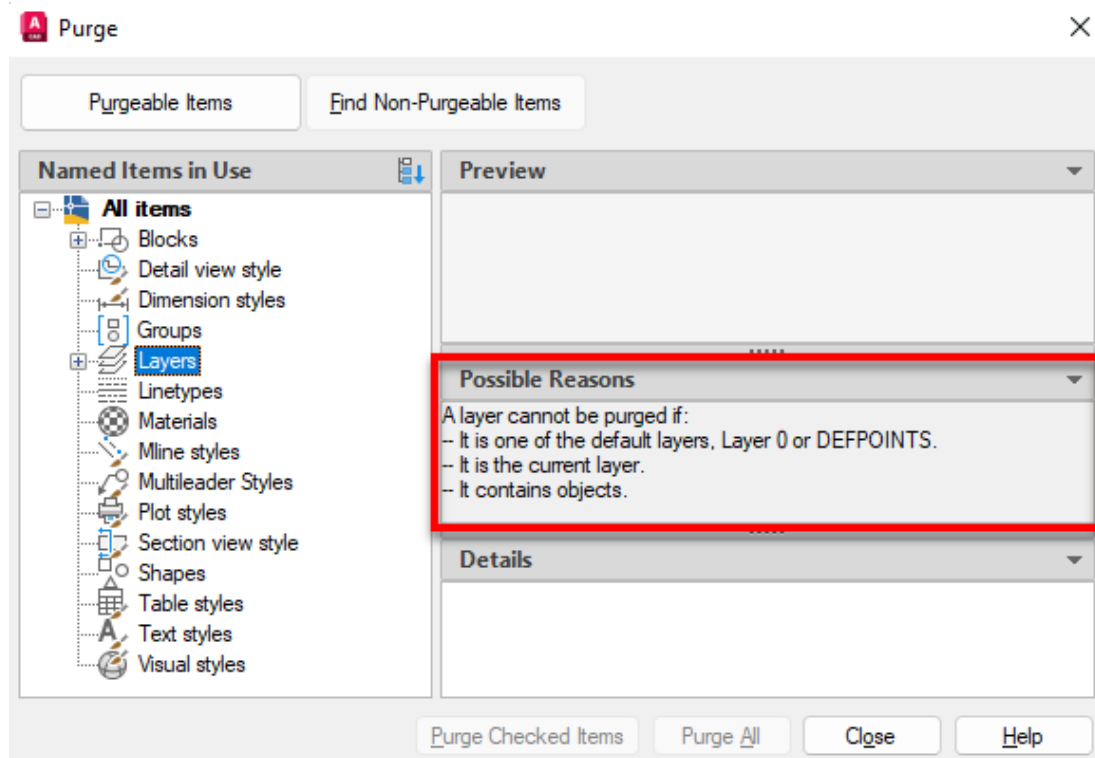 Purge
Purgeable Items
Find Non-Purgeable Items
Named Items in Use
All items
Blocks
Detail view style
Dimension styles
Groups
Layers
Linetypes
Materials
Mline styles
Multileader Styles
Plot styles
Section view style
Shapes
Table styles
Text styles
Visual styles
Preview
Possible Reasons
A layer cannot be purged if:
-- It is one of the default layers, Layer 0 or DEFPOINTS.
-- It is the current layer.
-- It contains objects.
Details
Purge Checked Items
Purge All
Close
Help